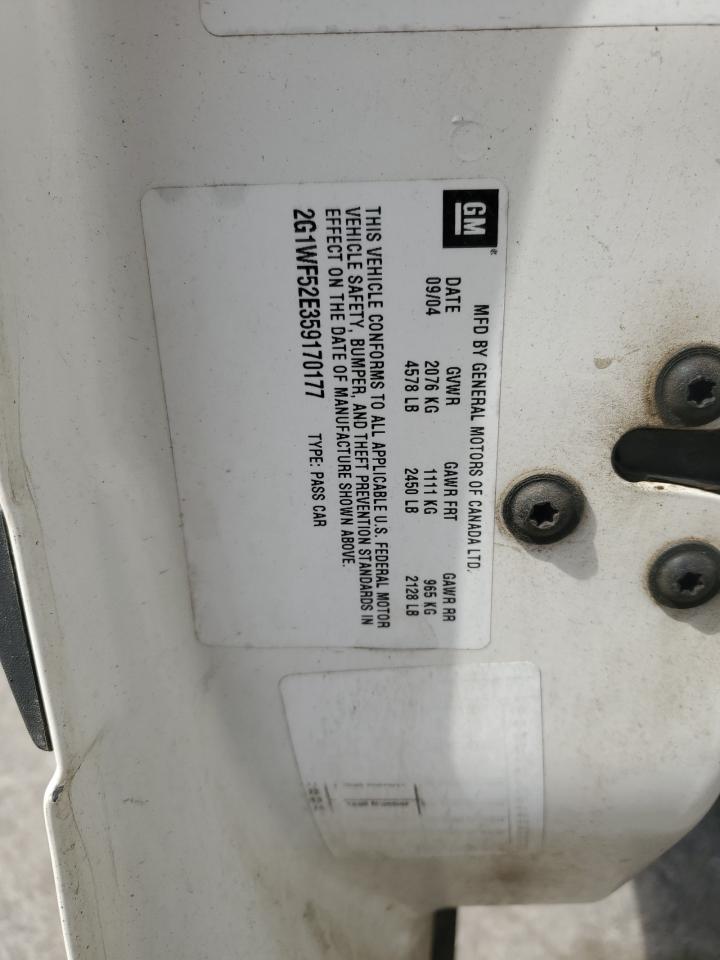 GM
MFD BY GENERAL MOTORS OF CANADA LTD.
DATE GVWR GAWR FRT GAWR RR
09/04 2076 KG 1111 KG 965 KG
4578 LB 2450 LB 2128 LB
THIS VEHICLE CONFORMS TO ALL APPLICABLE U.S. FEDERAL MOTOR
VEHICLE SAFETY, BUMPER, AND THEFT PREVENTION STANDARDS IN
EFFECT ON THE DATE OF MANUFACTURE SHOWN ABOVE.
2G1WF52E359170177 TYPE: PASS CAR